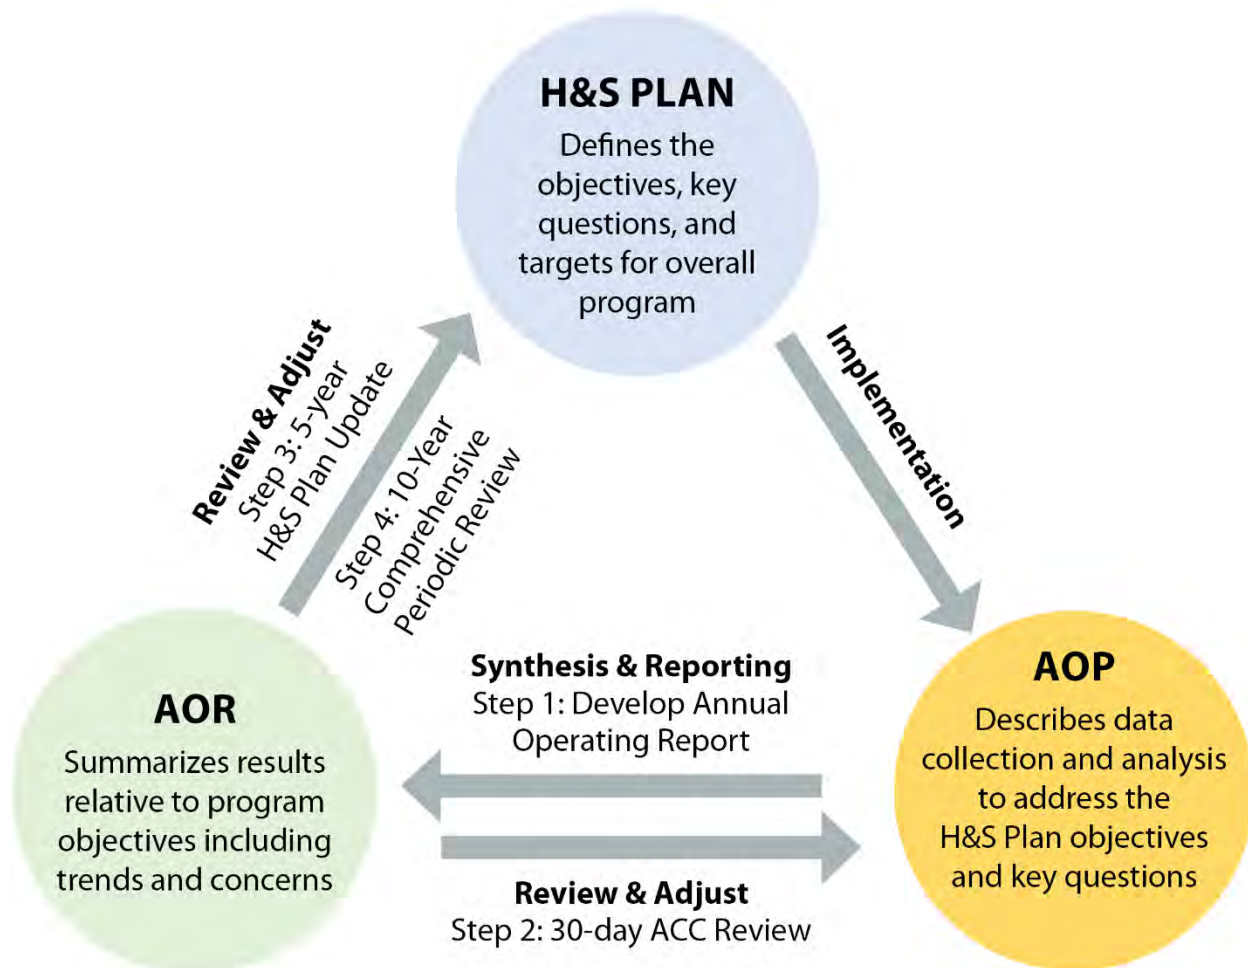 H&S PLAN
Defines the
objectives, key
questions, and
targets for overall
program
Review & Adjust
Step 3: 5-year
H&S Plan Update
Step 4: 10-Year
Comprehensive
Periodic Review
Implementation
Synthesis & Reporting
Step 1: Develop Annual
Operating Report
AOR
Summarizes results
relative to program
objectives including
trends and concerns
AOP
Describes data
collection and analysis
to address the
H&S Plan objectives
and key questions
Review & Adjust
Step 2: 30-day ACC Review